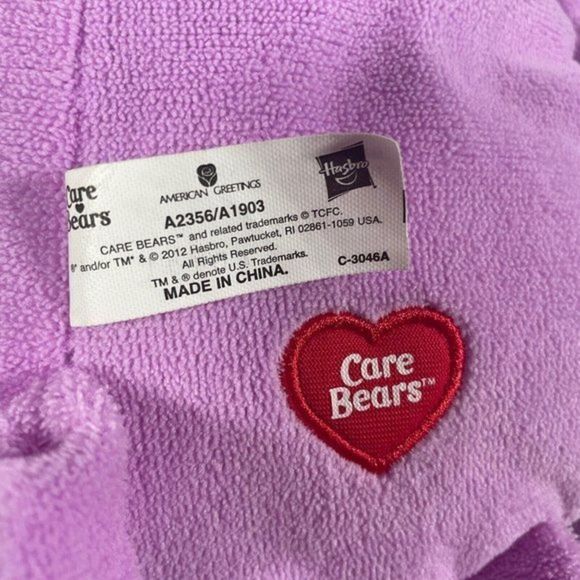 Care
Bears
AMERICAN GREETINGS
Hasbro
A2356/A1903
CARE BEARS™ and related trademarks © TCFC.
®* and/or TM* & © 2012 Hasbro, Pawtucket, RI 02861-1059 USA.
All Rights Reserved.
TM & ® denote U.S. Trademarks.
MADE IN CHINA.
C-3046A
Care
Bears™